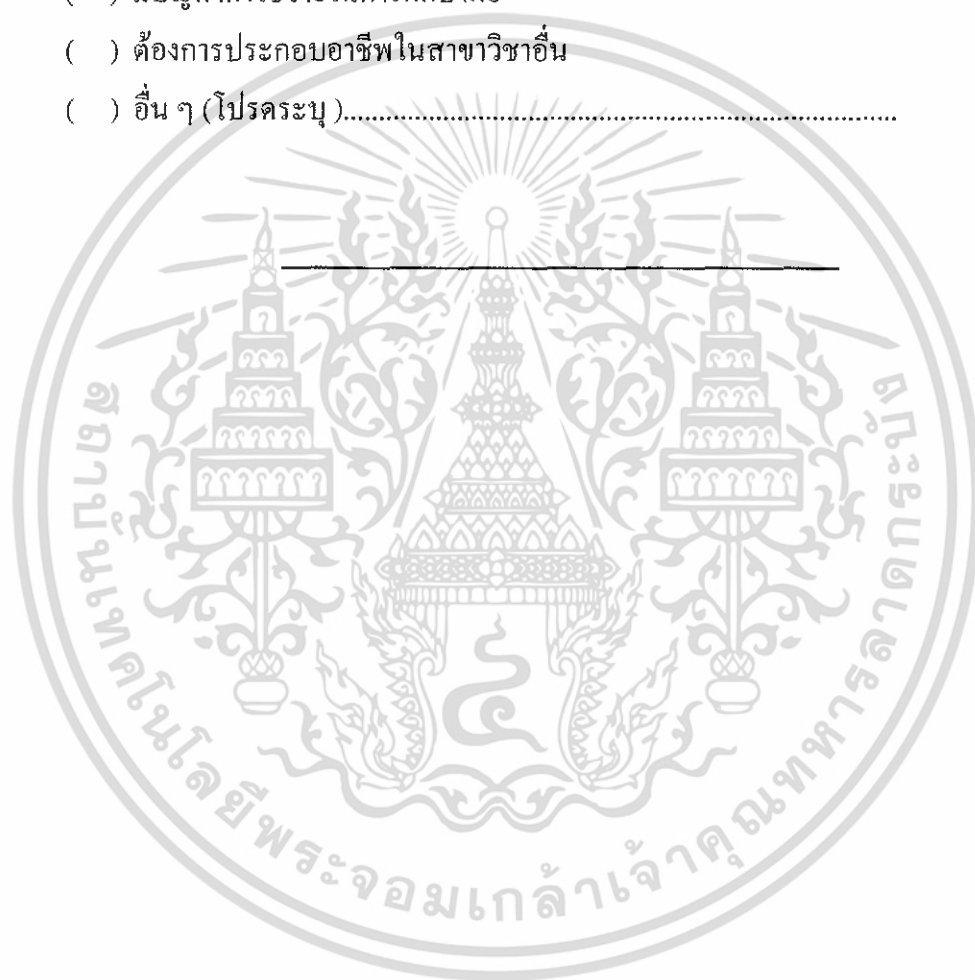 ( ) ต้องการประกอบอาชีพในสาขาวิชาอื่น
( ) อื่น ๆ (โปรดระบุ)......................................................................
สถาบันเทคโนโลยีพระจอมเกล้าเจ้าคุณทหารลาดกระบัง
๔